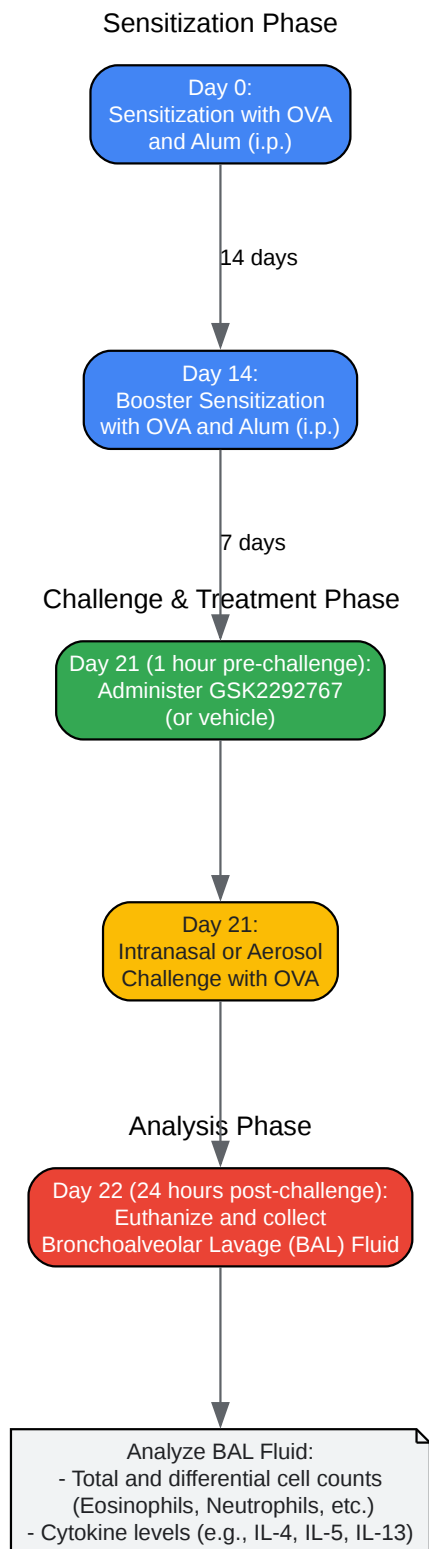 Sensitization Phase
Day 0:
Sensitization with OVA
and Alum (i.p.)
14 days
Day 14:
Booster Sensitization
with OVA and Alum (i.p.)
7 days
Challenge & Treatment Phase
Day 21 (1 hour pre-challenge):
Administer GSK2292767
(or vehicle)
Day 21:
Intranasal or Aerosol
Challenge with OVA
Analysis Phase
Day 22 (24 hours post-challenge):
Euthanize and collect
Bronchoalveolar Lavage (BAL) Fluid
Analyze BAL Fluid:
- Total and differential cell counts
(Eosinophils, Neutrophils, etc.)
- Cytokine levels (e.g., IL-4, IL-5, IL-13)